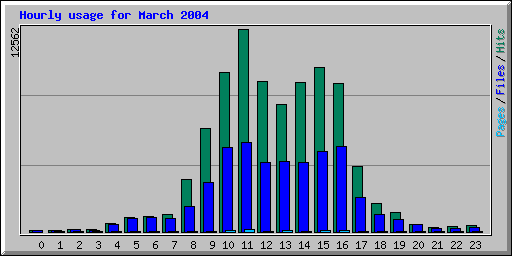 Hourly usage for March 2004
12562
Pages / Files / Hits
0 1 2 3 4 5 6 7 8 9 10 11 12 13 14 15 16 17 18 19 20 21 22 23